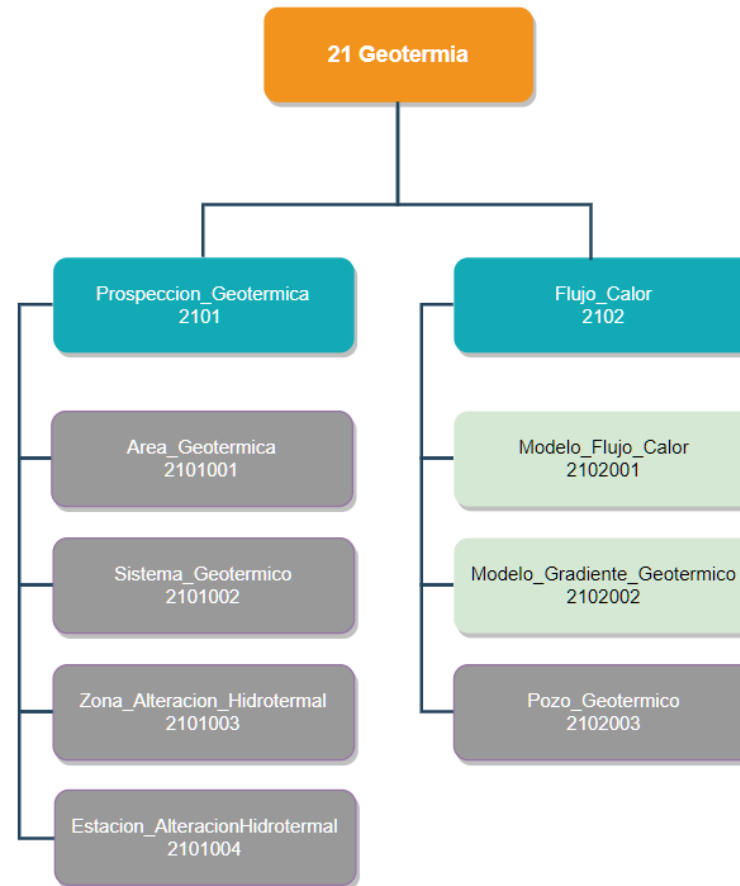 21 Geotermia
Prospeccion_Geotermica
2101
Area_Geotermica
2101001
Sistema_Geotermico
2101002
Zona_Alteracion_Hidrotermal
2101003
Estacion_AlteracionHidrotermal
2101004
Flujo_Calor
2102
Modelo_Flujo_Calor
2102001
Modelo_Gradiente_Geotermico
2102002
Pozo_Geotermico
2102003